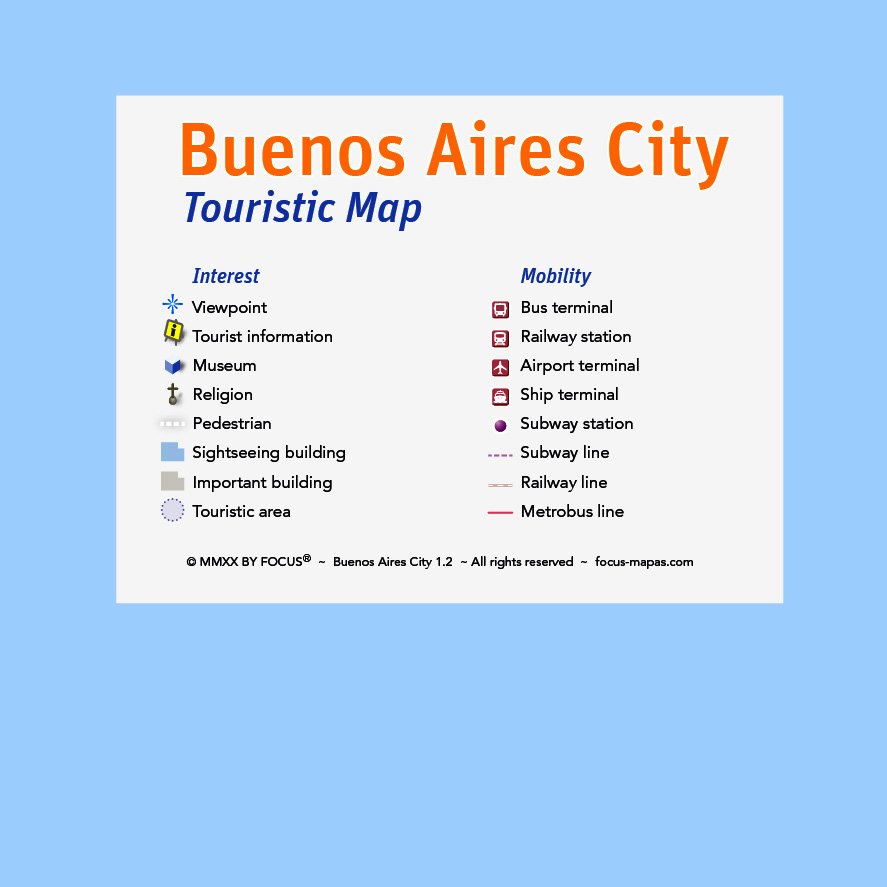 Buenos Aires City
Touristic Map
Interest
Viewpoint
Tourist information
Museum
Religion
Pedestrian
Sightseeing building
Important building
Touristic area
Mobility
Bus terminal
Railway station
Airport terminal
Ship terminal
Subway station
Subway line
Railway line
Metrobus line
© MMXX BY FOCUS® ~ Buenos Aires City 1.2 ~ All rights reserved ~ focus-mapas.com